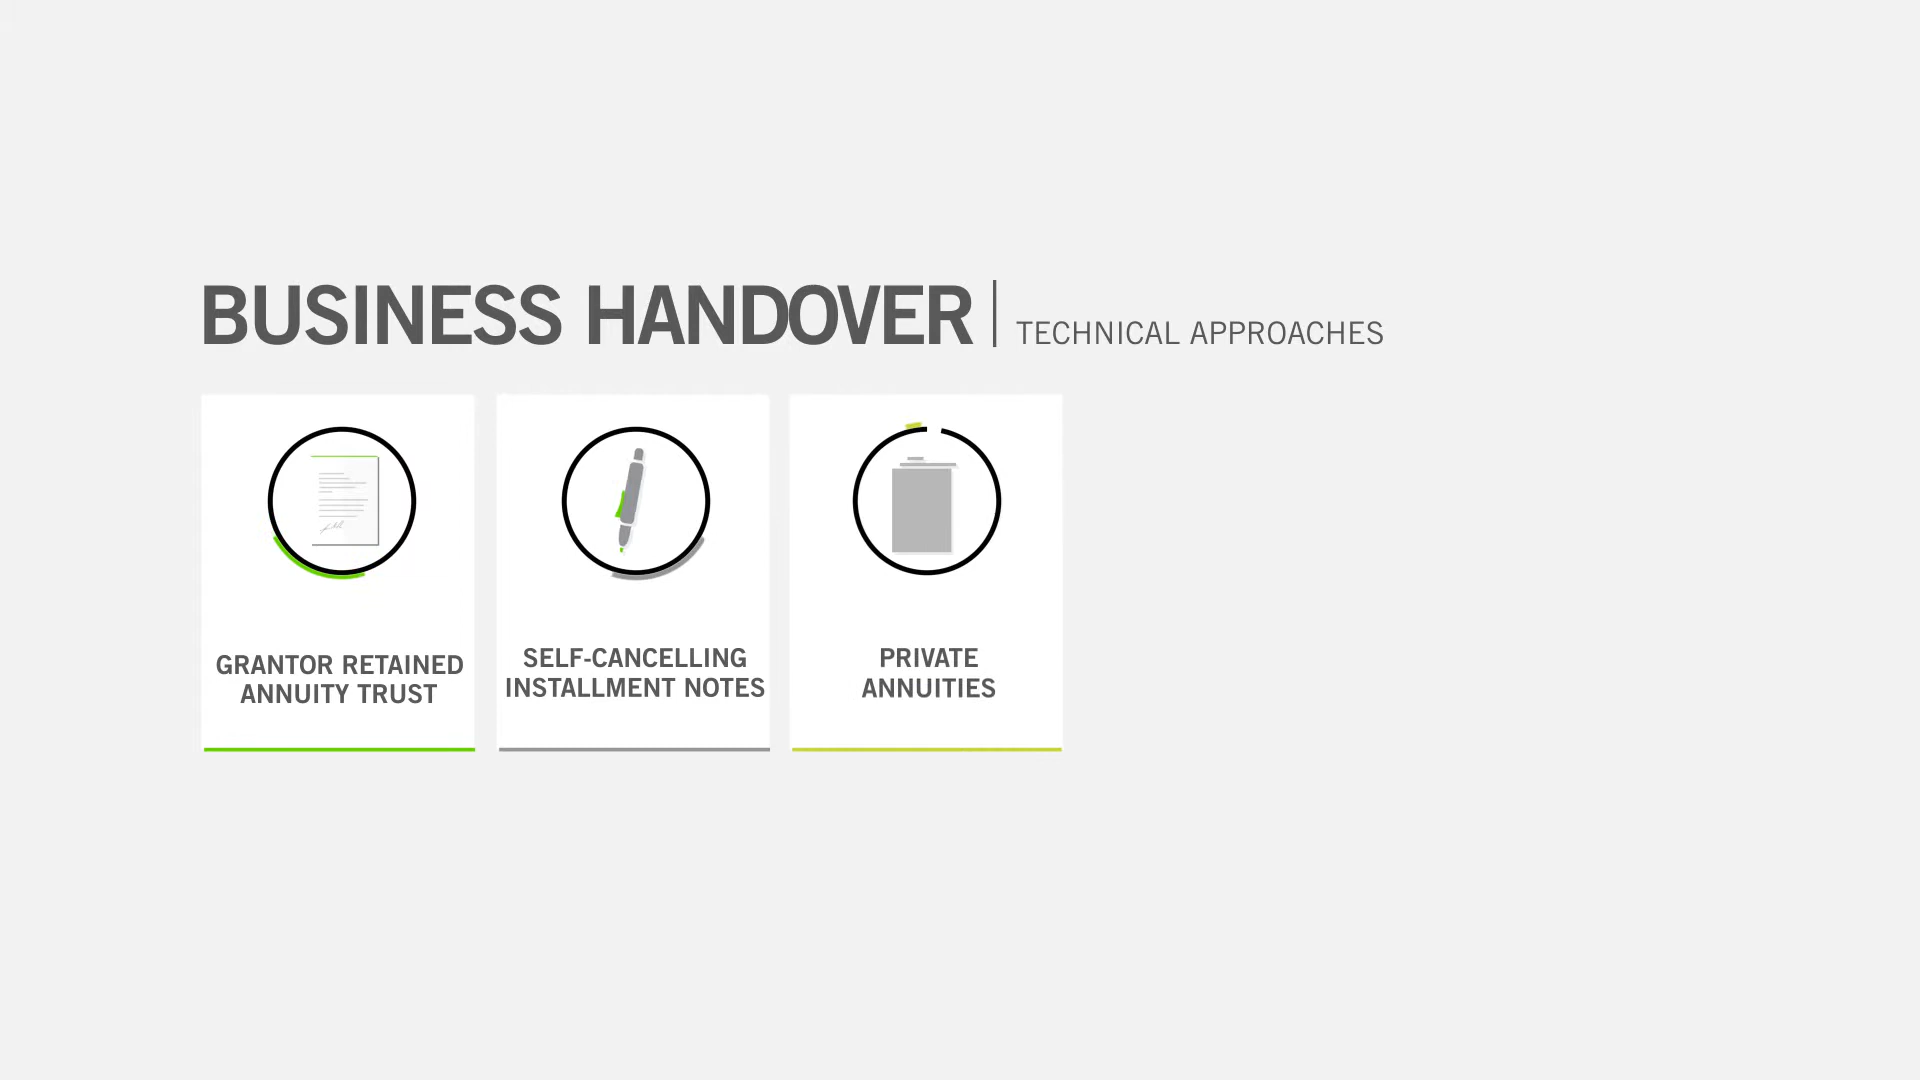 BUSINESS HANDOVER
TECHNICAL APPROACHES
GRANTOR RETAINED
ANNUITY TRUST
SELF-CANCELLING
INSTALLMENT NOTES
PRIVATE
ANNUITIES